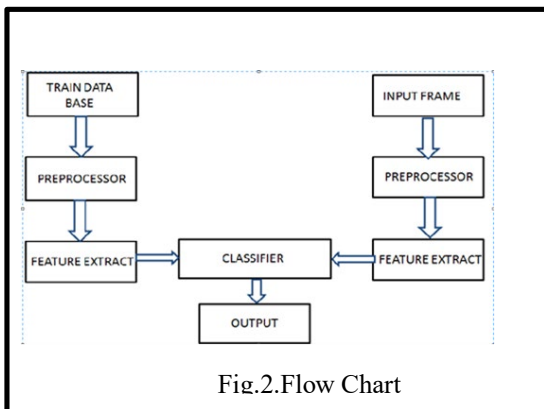 TRAIN DATA
BASE
INPUT FRAME
PREPROCESSOR
PREPROCESSOR
FEATURE EXTRACT
CLASSIFIER
FEATURE EXTRACT
OUTPUT
Fig.2.Flow Chart